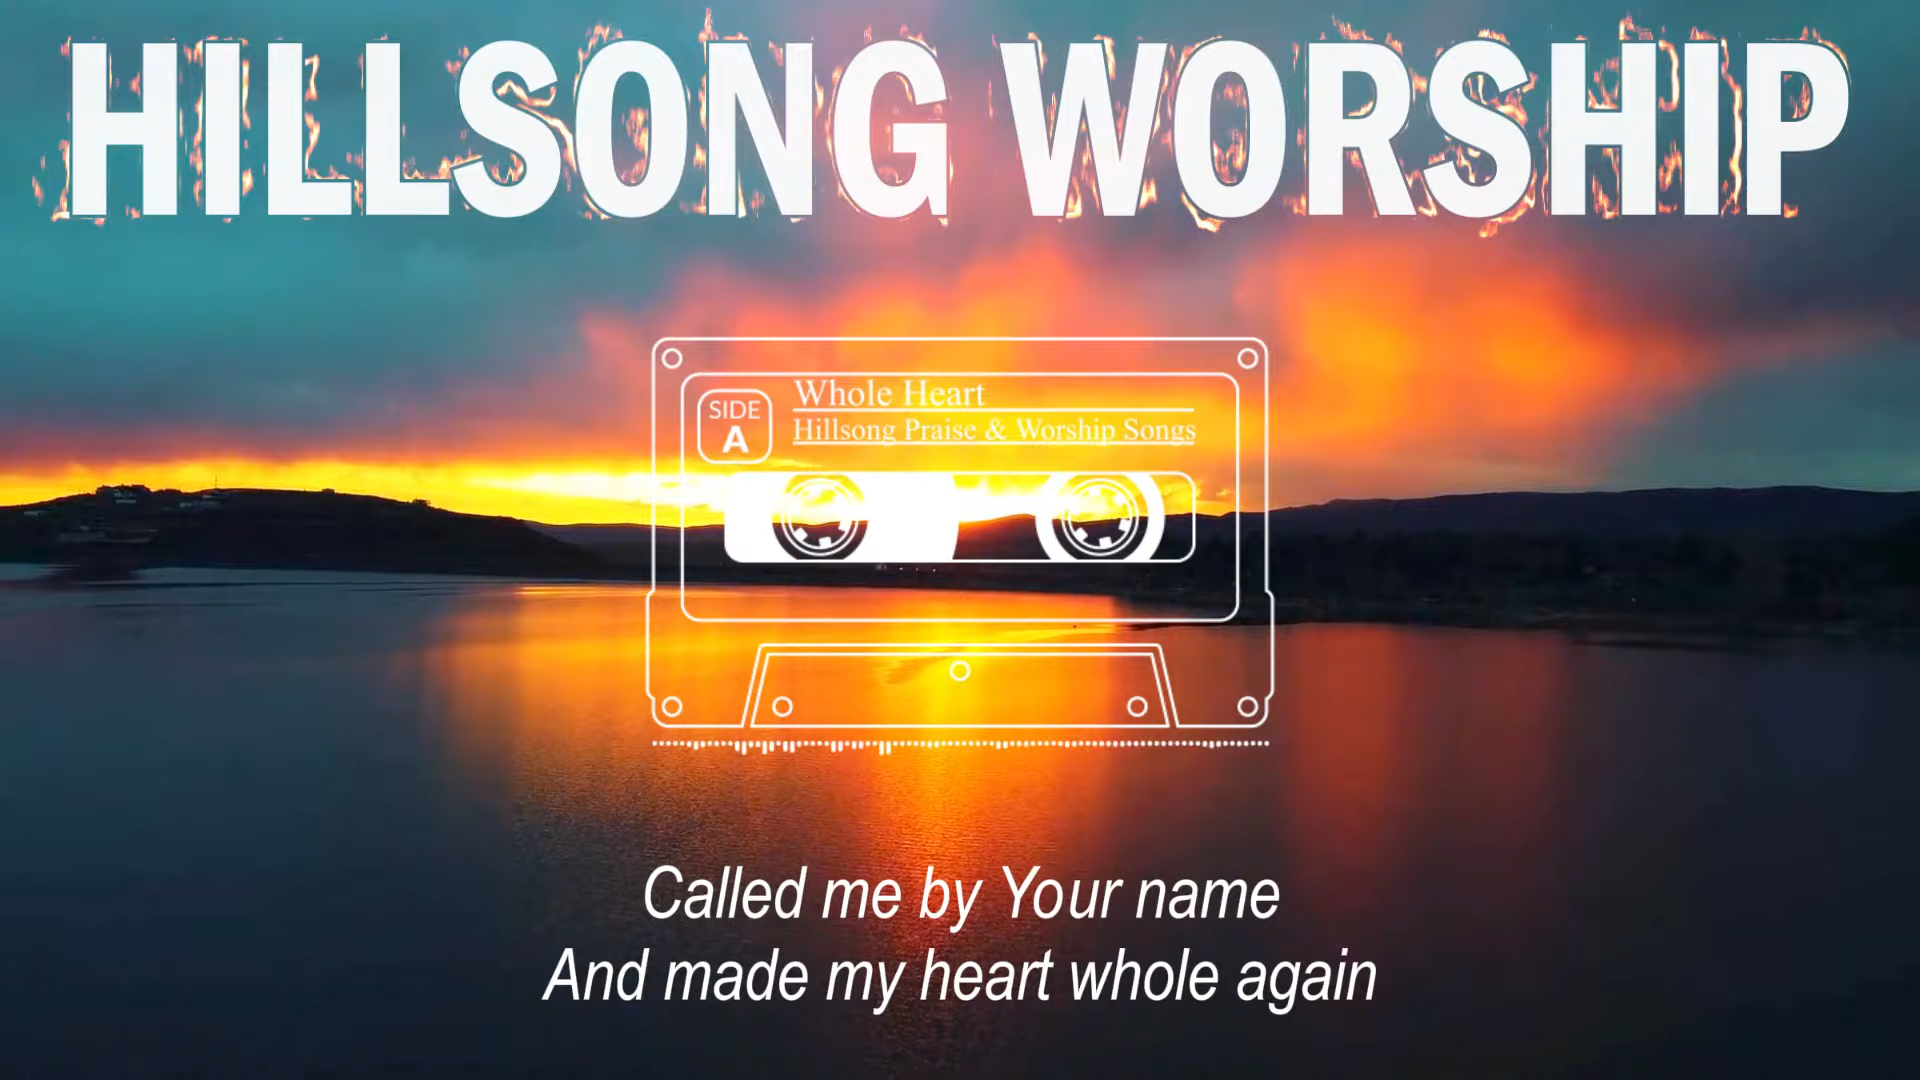 HILLSONG WORSHIP
SIDE
A
Whole Heart
Hillsong Praise & Worship Songs
Called me by Your name
And made my heart whole again